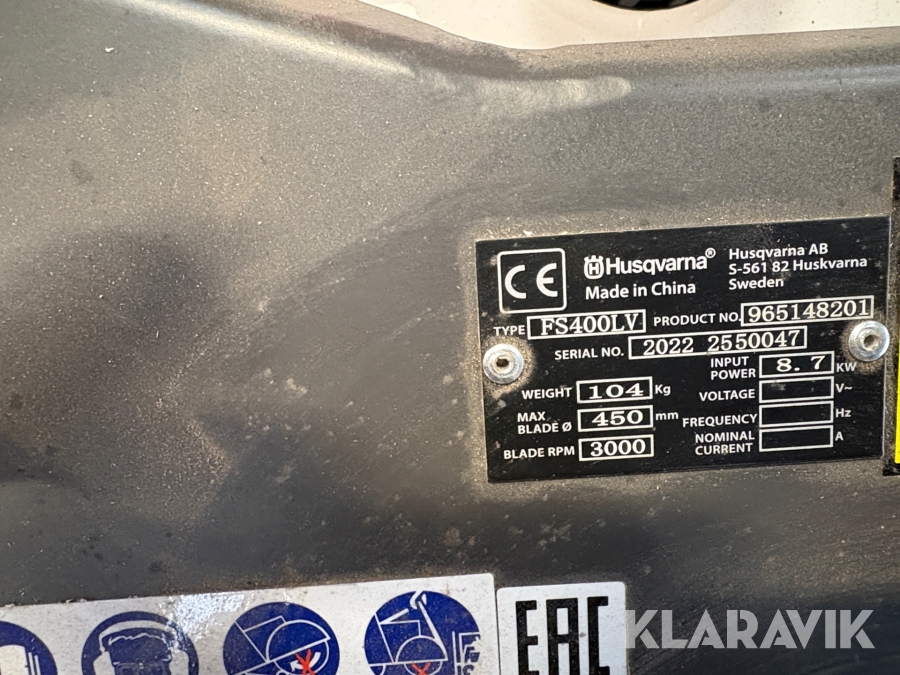 CE
Husqvarna®
Made in China
Husqvarna AB
S-561 82 Huskvarna
Sweden
TYPE FS400LV PRODUCT NO. 965148201
SERIAL NO. 2022 2550047
WEIGHT 104 Kg
MAX BLADE Ø 450 mm
BLADE RPM 3000
INPUT POWER 8.7 KW
VOLTAGE V~
FREQUENCY Hz
NOMINAL CURRENT A
EAC
KLARAVIK